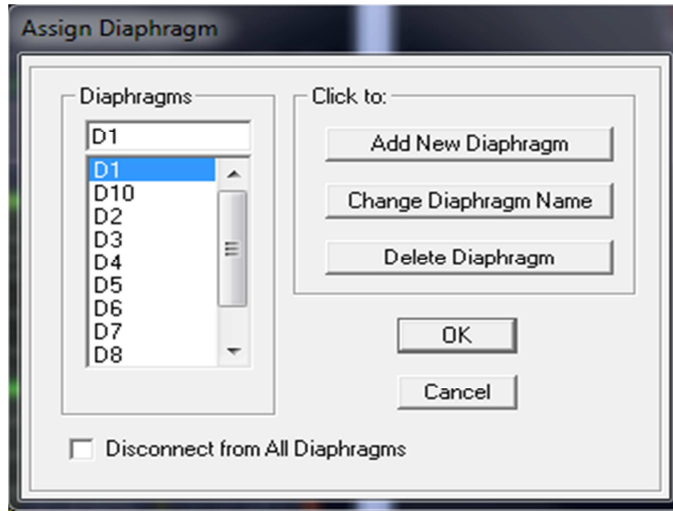 Assign Diaphragm
Diaphragms
D1
D1
D10
D2
D3
D4
D5
D6
D7
D8
Click to:
Add New Diaphragm
Change Diaphragm Name
Delete Diaphragm
OK
Cancel
Disconnect from All Diaphragms